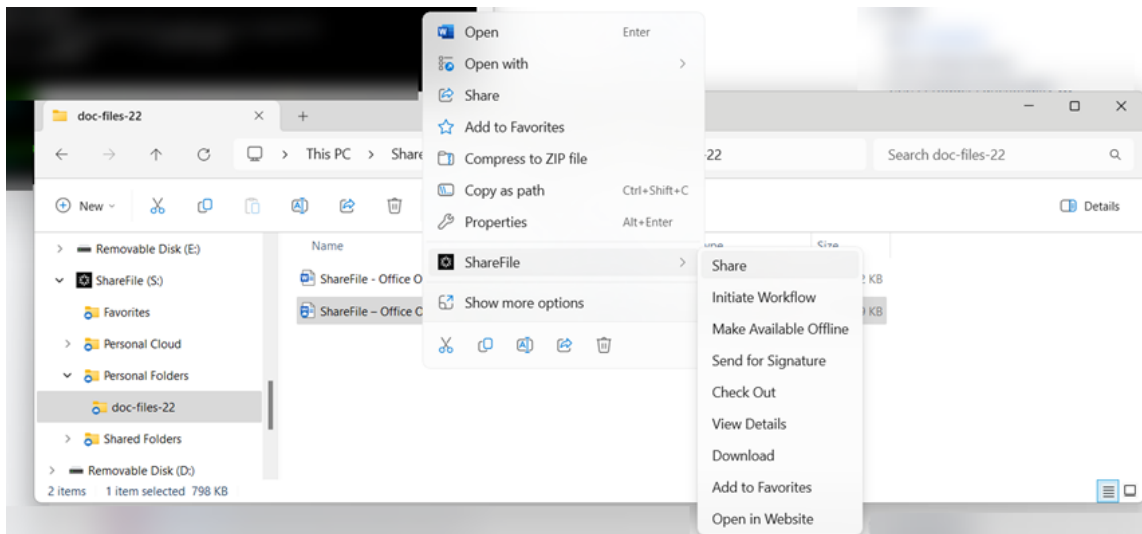 Open Enter
Open with
Share
doc-files-22
Add to Favorites
This PC Share
Compress to ZIP file
-22
Search doc-files-22
Copy as path Ctrl+Shift+C
New
Details
Properties Alt+Enter
Removable Disk (E:)
Name
Size
ShareFile
Share
ShareFile (S:)
ShareFile - Office O
KB
Initiate Workflow
Show more options
Favorites
ShareFile – Office O
KB
Make Available Offline
Personal Cloud
Send for Signature
Personal Folders
Check Out
doc-files-22
View Details
Shared Folders
Download
Removable Disk (D:)
2 items 1 item selected 798 KB
Add to Favorites
Open in Website